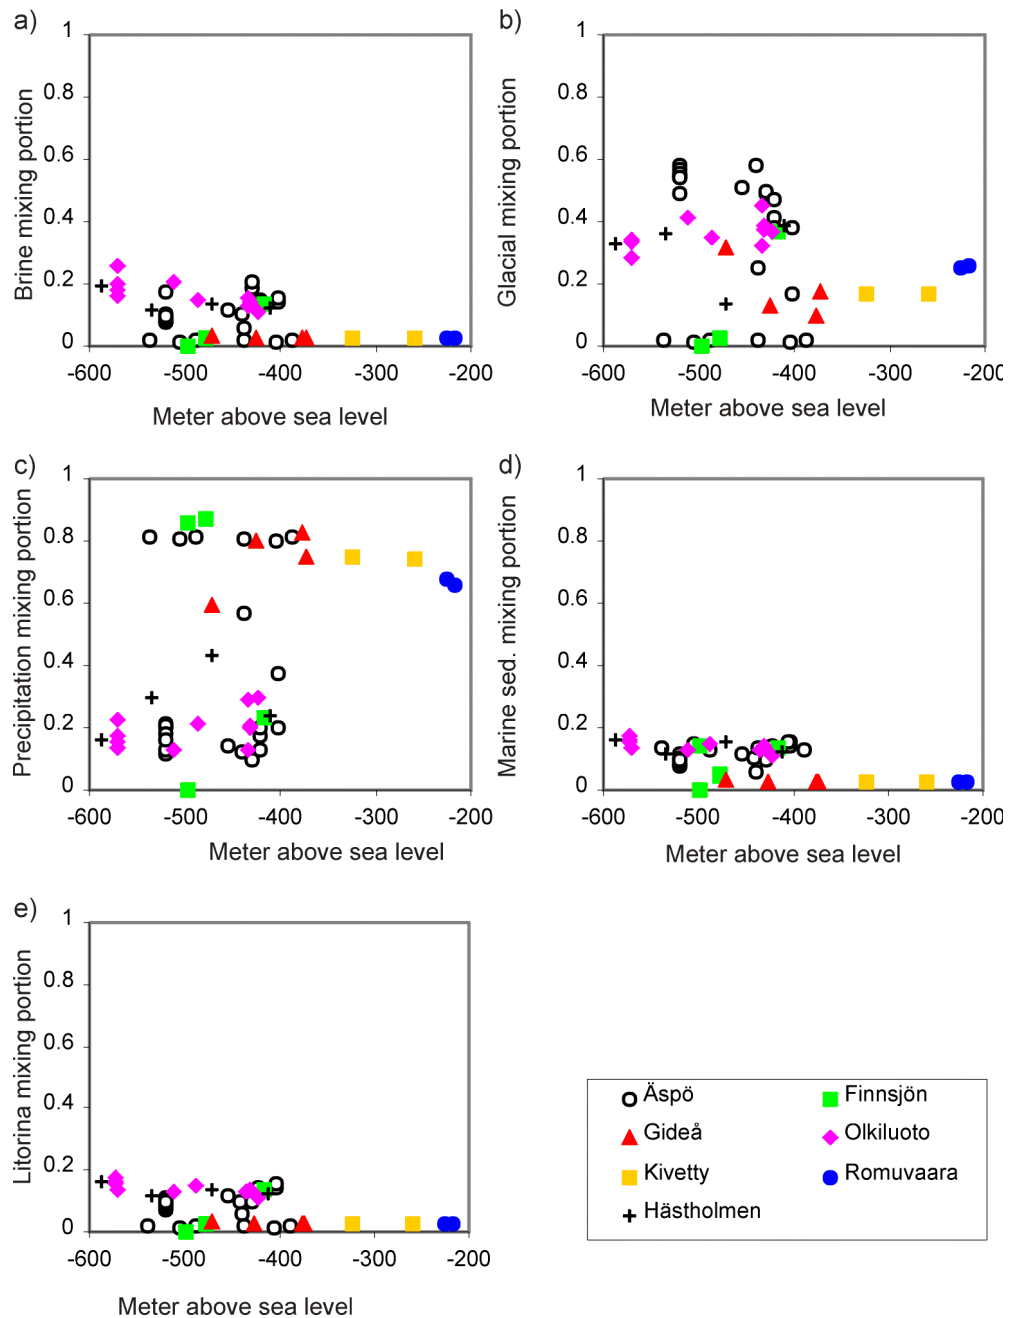 a)
1
0.8
0.6
0.4
0.2
0
-600 -500 -400 -300 -200
Brine mixing portion
Meter above sea level
b)
1
0.8
0.6
0.4
0.2
0
-600 -500 -400 -300 -200
Glacial mixing portion
Meter above sea level
c)
1
0.8
0.6
0.4
0.2
0
-600 -500 -400 -300 -200
Precipitation mixing portion
Meter above sea level
d)
1
0.8
0.6
0.4
0.2
0
-600 -500 -400 -300 -200
Marine sed. mixing portion
Meter above sea level
e)
1
0.8
0.6
0.4
0.2
0
-600 -500 -400 -300 -200
Litorina mixing portion
Meter above sea level
Äspö Finnsjön
Gideå Olkiluoto
Kivetty Romuvaara
Hästholmen